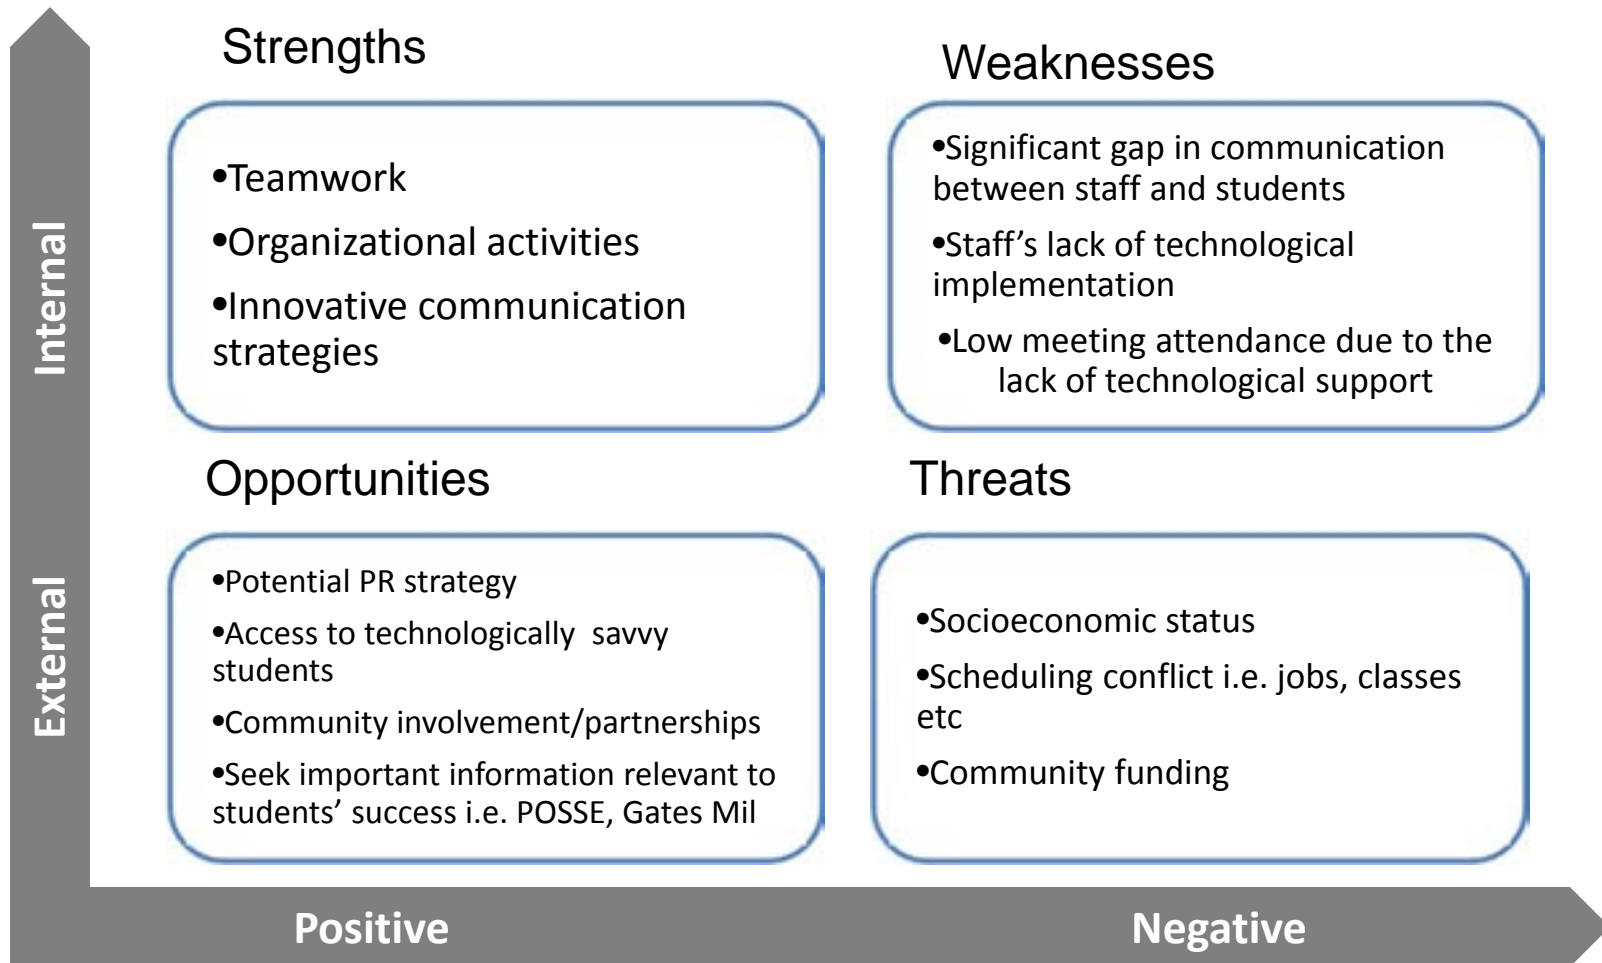 Strengths
•Teamwork
•Organizational activities
•Innovative communication
strategies
Weaknesses
•Significant gap in communication
between staff and students
•Staff’s lack of technological
implementation
•Low meeting attendance due to the
lack of technological support
Internal
Opportunities
•Potential PR strategy
•Access to technologically  savvy
students
•Community involvement/partnerships
•Seek important information relevant to
students’ success i.e. POSSE, Gates Mil
Threats
•Socioeconomic status
•Scheduling conflict i.e. jobs, classes
etc
•Community funding
External
Positive
Negative